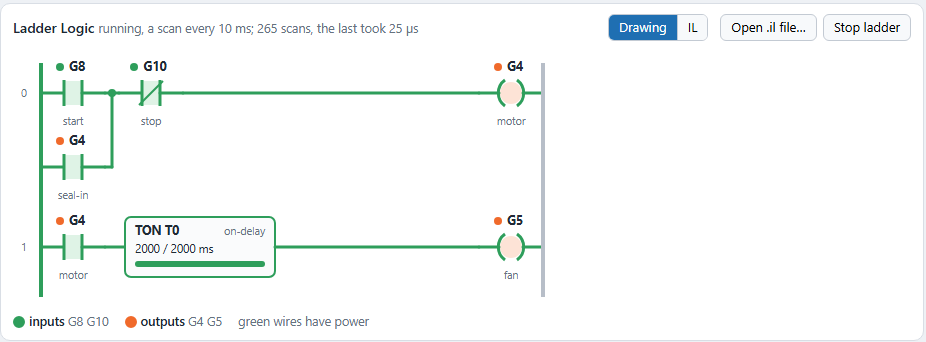 Ladder Logic running, a scan every 10 ms; 265 scans, the last took 25 µs
Drawing IL Open .il file... Stop ladder
G8 G10 G4
0
start stop motor
G4
seal-in
G4 TON T0 on-delay G5
2000 / 2000 ms
1
motor fan
inputs G8 G10 outputs G4 G5 green wires have power